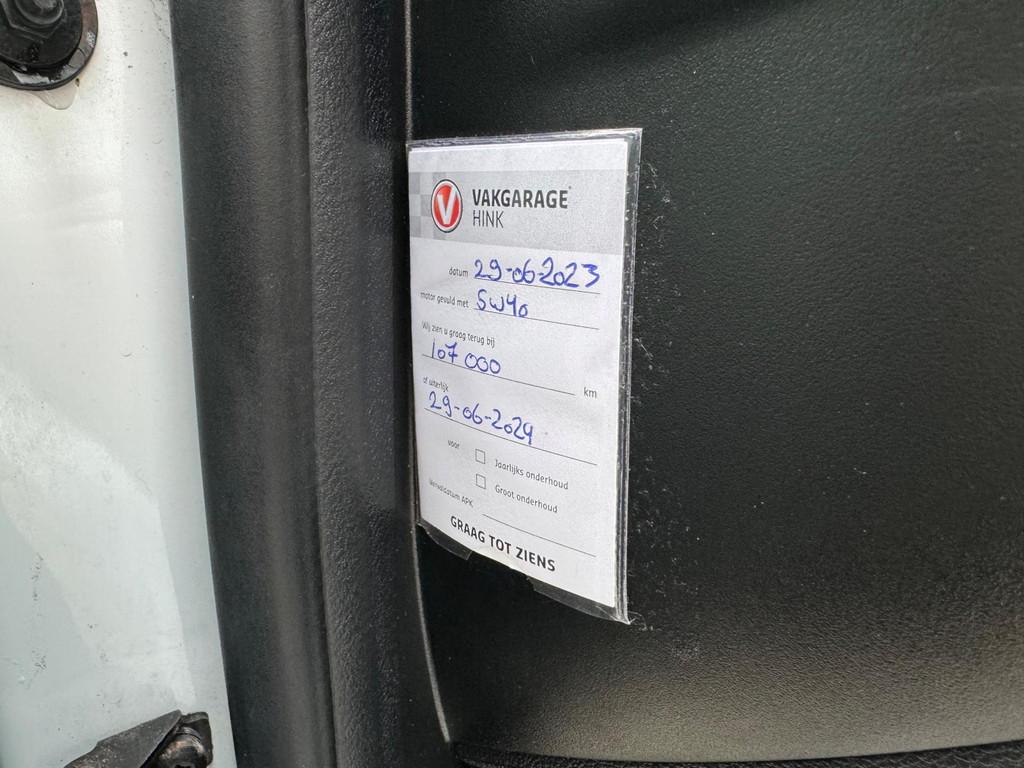 V VAKGARAGE
HINK
datum 29-06-2023
motor gevuld met 5W40
Wij zien u graag terug bij
107 000 km
of uiterlijk
29-06-2024
voor
☐ Jaarlijks onderhoud
☐ Groot onderhoud
Vervaldatum APK
GRAAG TOT ZIENS